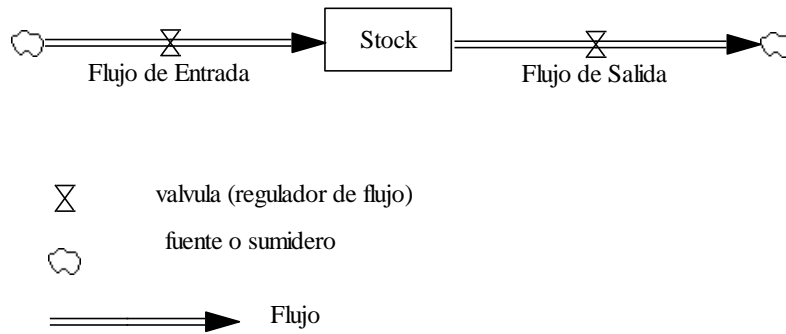 Stock
Flujo de Entrada
Flujo de Salida
valvula (regulador de flujo)
fuente o sumidero
Flujo